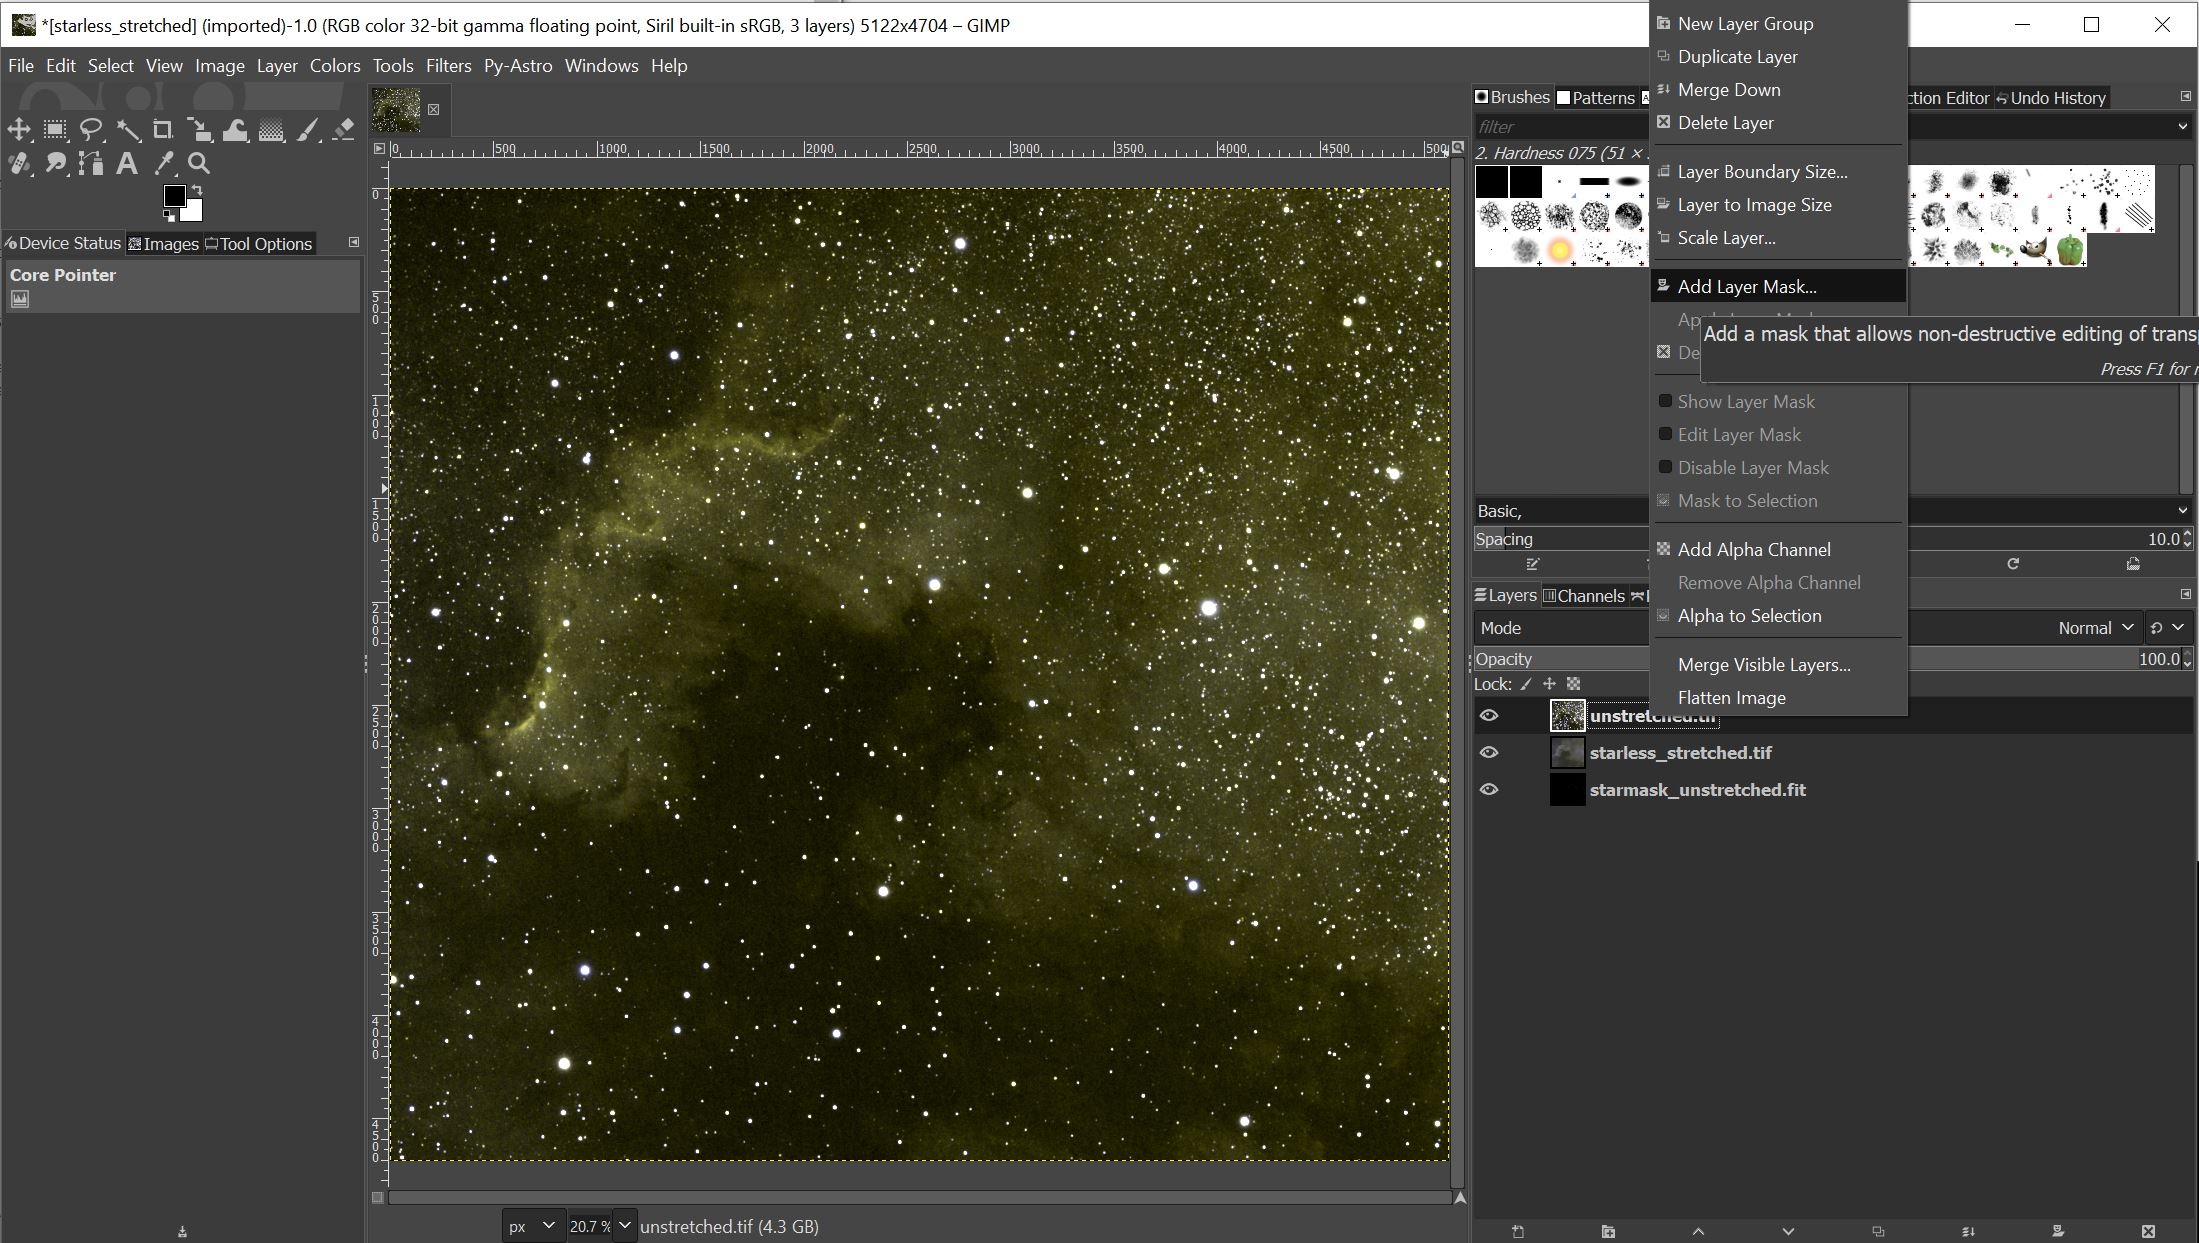 *[starless_stretched] (imported)-1.0 (RGB color 32-bit gamma floating point, Siril built-in sRGB, 3 layers) 5122x4704 – GIMP
File Edit Select View Image Layer Colors Tools Filters Py-Astro Windows Help
Device Status Images Tool Options
Core Pointer
0 500 1000 1500 2000 2500 3000 3500 4000 4500 500
0
500
1000
1500
2000
2500
3000
3500
4000
4500
px 20.7 % unstretched.tif (4.3 GB)
New Layer Group
Duplicate Layer
Merge Down
Delete Layer
Layer Boundary Size...
Layer to Image Size
Scale Layer...
Add Layer Mask...
Ap
De
Add a mask that allows non-destructive editing of transp
Press F1 for
Show Layer Mask
Edit Layer Mask
Disable Layer Mask
Mask to Selection
Add Alpha Channel
Remove Alpha Channel
Alpha to Selection
Merge Visible Layers...
Flatten Image
Brushes Patterns ction Editor Undo History
filter
2. Hardness 075 (51 ×
Basic,
Spacing 10.0
Layers Channels
Mode Normal
Opacity 100.0
Lock:
unstretched.tif
starless_stretched.tif
starmask_unstretched.fit